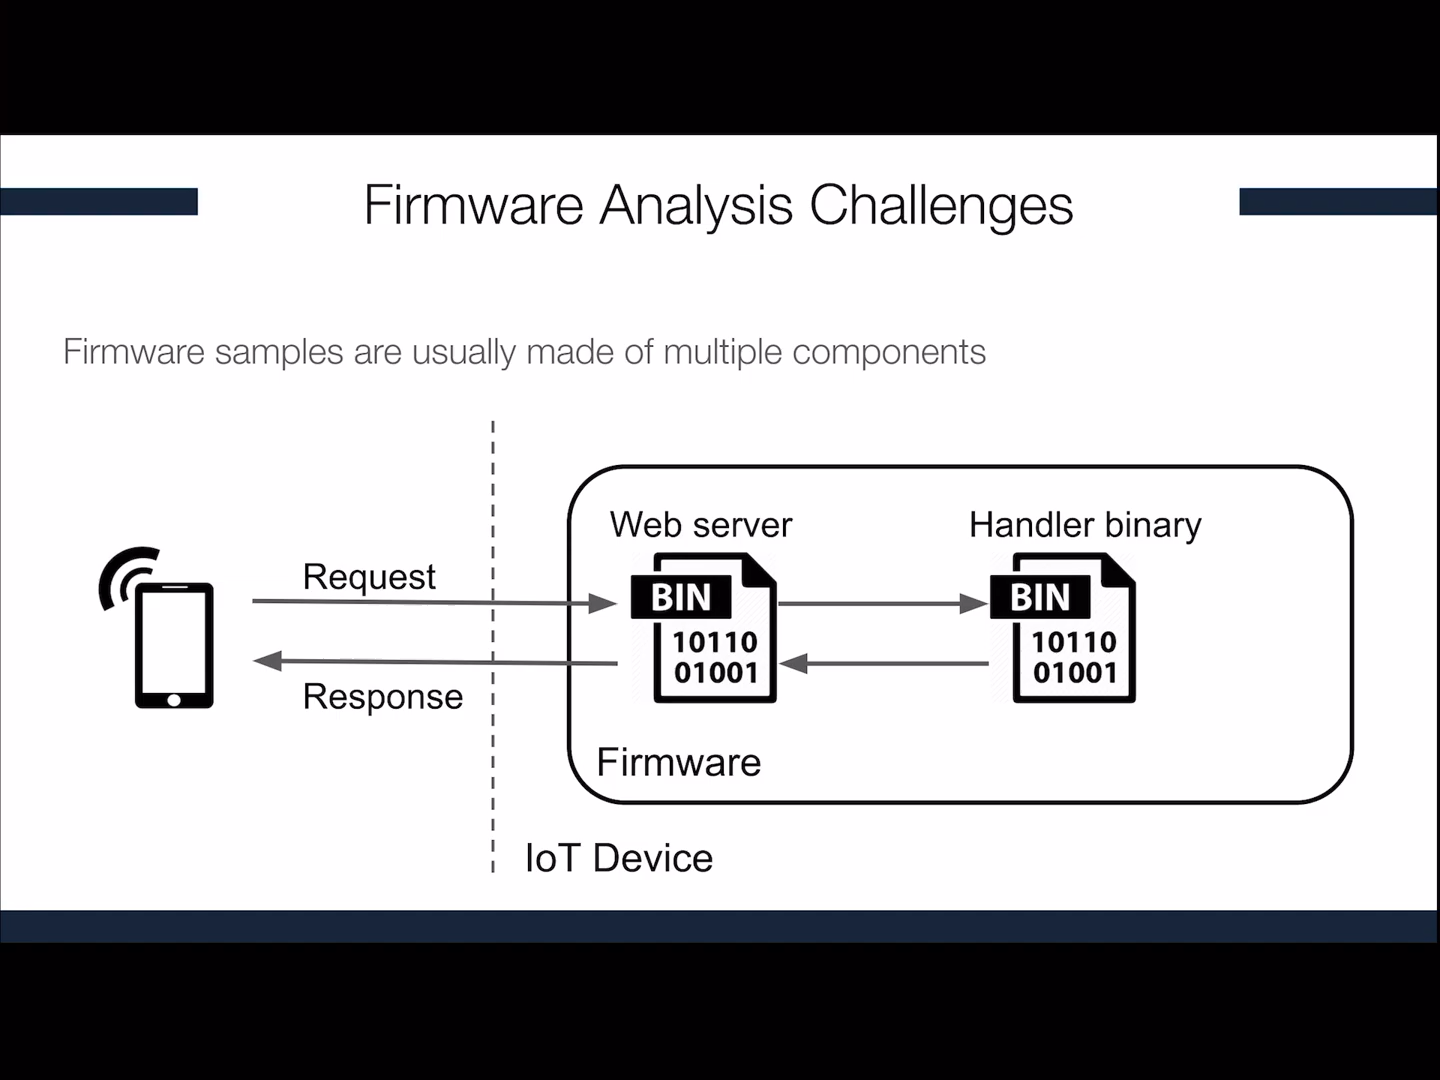 Firmware Analysis Challenges
Firmware samples are usually made of multiple components
Web server
Handler binary
Request
BIN
10110
01001
BIN
10110
01001
Response
Firmware
IoT Device